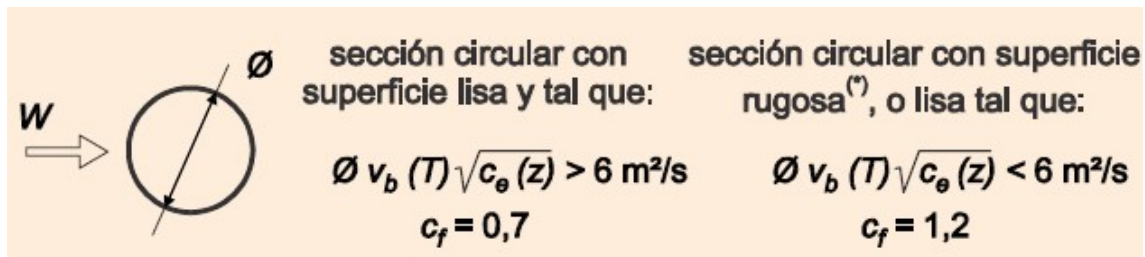 W
Ø
sección circular con
superficie lisa y tal que:
Ø v_b (T) √c_e (z) > 6 m²/s
c_f = 0,7
sección circular con superficie
rugosa(*), o lisa tal que:
Ø v_b (T) √c_e (z) < 6 m²/s
c_f = 1,2